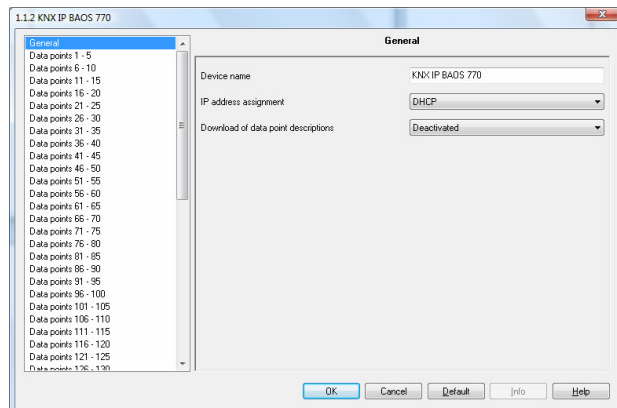 1.1.2 KNX IP BAOS 770
General
Data points 1 - 5
Data points 6 - 10
Data points 11 - 15
Data points 16 - 20
Data points 21 - 25
Data points 26 - 30
Data points 31 - 35
Data points 36 - 40
Data points 41 - 45
Data points 46 - 50
Data points 51 - 55
Data points 56 - 60
Data points 61 - 65
Data points 66 - 70
Data points 71 - 75
Data points 76 - 80
Data points 81 - 85
Data points 86 - 90
Data points 91 - 95
Data points 96 - 100
Data points 101 - 105
Data points 106 - 110
Data points 111 - 115
Data points 116 - 120
Data points 121 - 125
Data points 126 - 130
General
Device name KNX IP BAOS 770
IP address assignment DHCP
Download of data point descriptions Deactivated
OK Cancel Default Info Help